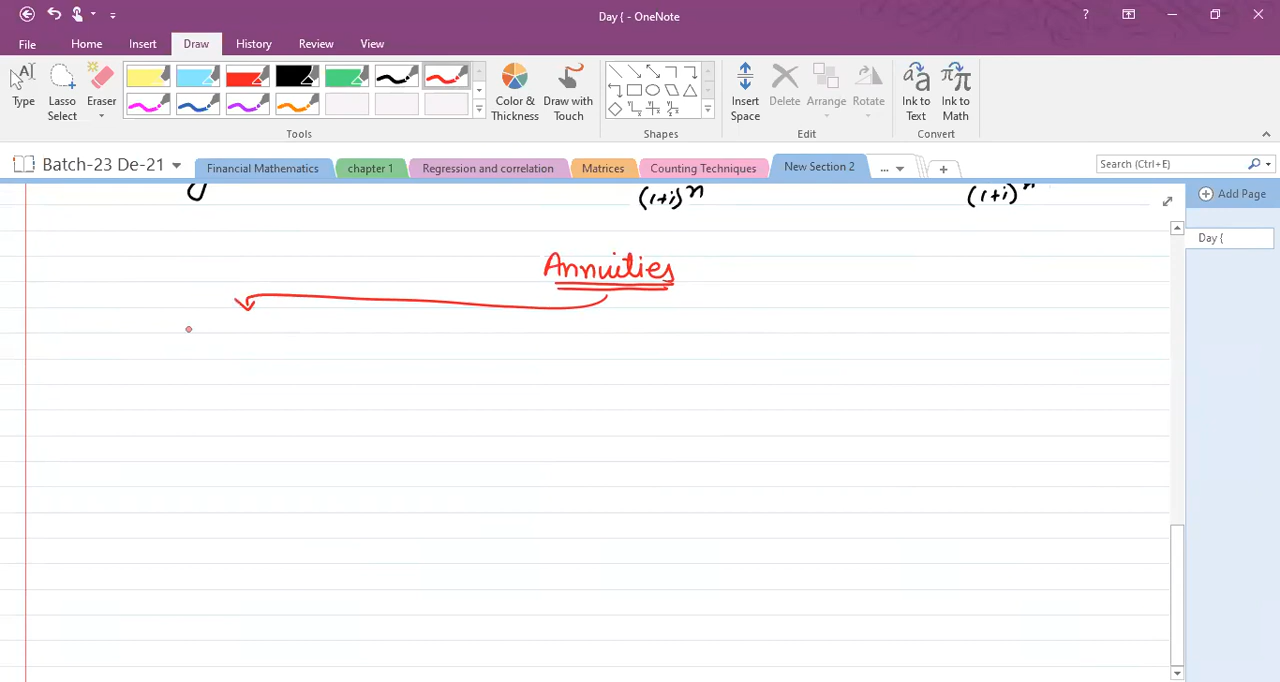 Day { - OneNote
?
File Home Insert Draw History Review View
Type Lasso Select Eraser Color & Thickness Draw with Touch Insert Space Delete Arrange Rotate Ink to Text Ink to Math
Tools Shapes Edit Convert
Batch-23 De-21 Financial Mathematics chapter 1 Regression and correlation Matrices Counting Techniques New Section 2 ... + Search (Ctrl+E)
(1+i)^n (1+i)^n
Add Page
Day {
Annuities